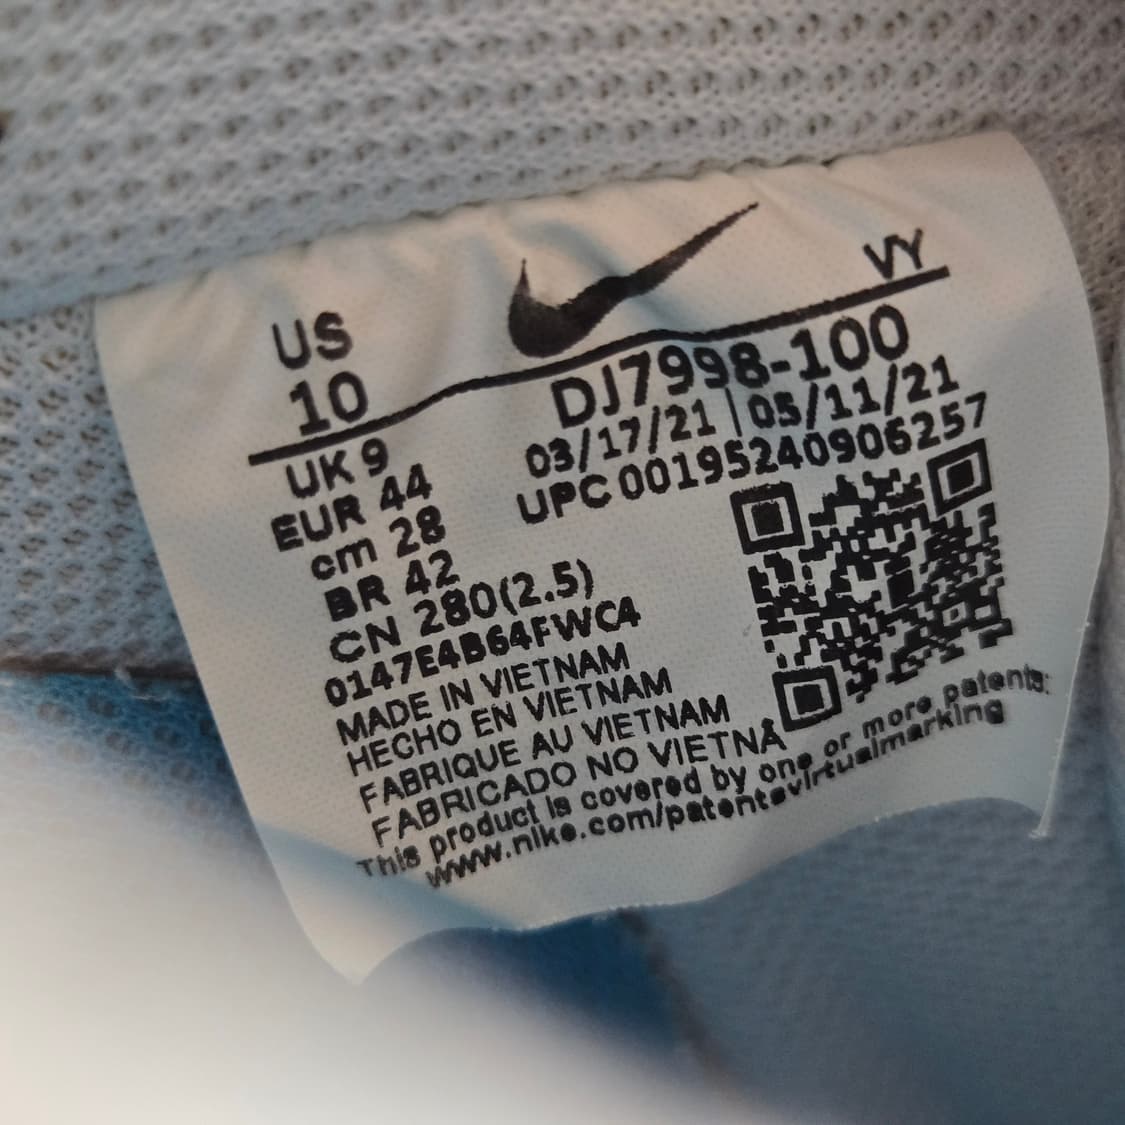 VY
US
10
DJ7998-100
03/17/21 | 05/11/21
UPC 00195240906257
UK 9
EUR 44
cm 28
BR 42
CN 280(2.5)
0147E4B64FWC4
MADE IN VIETNAM
HECHO EN VIETNAM
FABRIQUE AU VIETNAM
FABRICADO NO VIETNÃ
This product is covered by one or more patents:
www.nike.com/patentsvirtualmarking